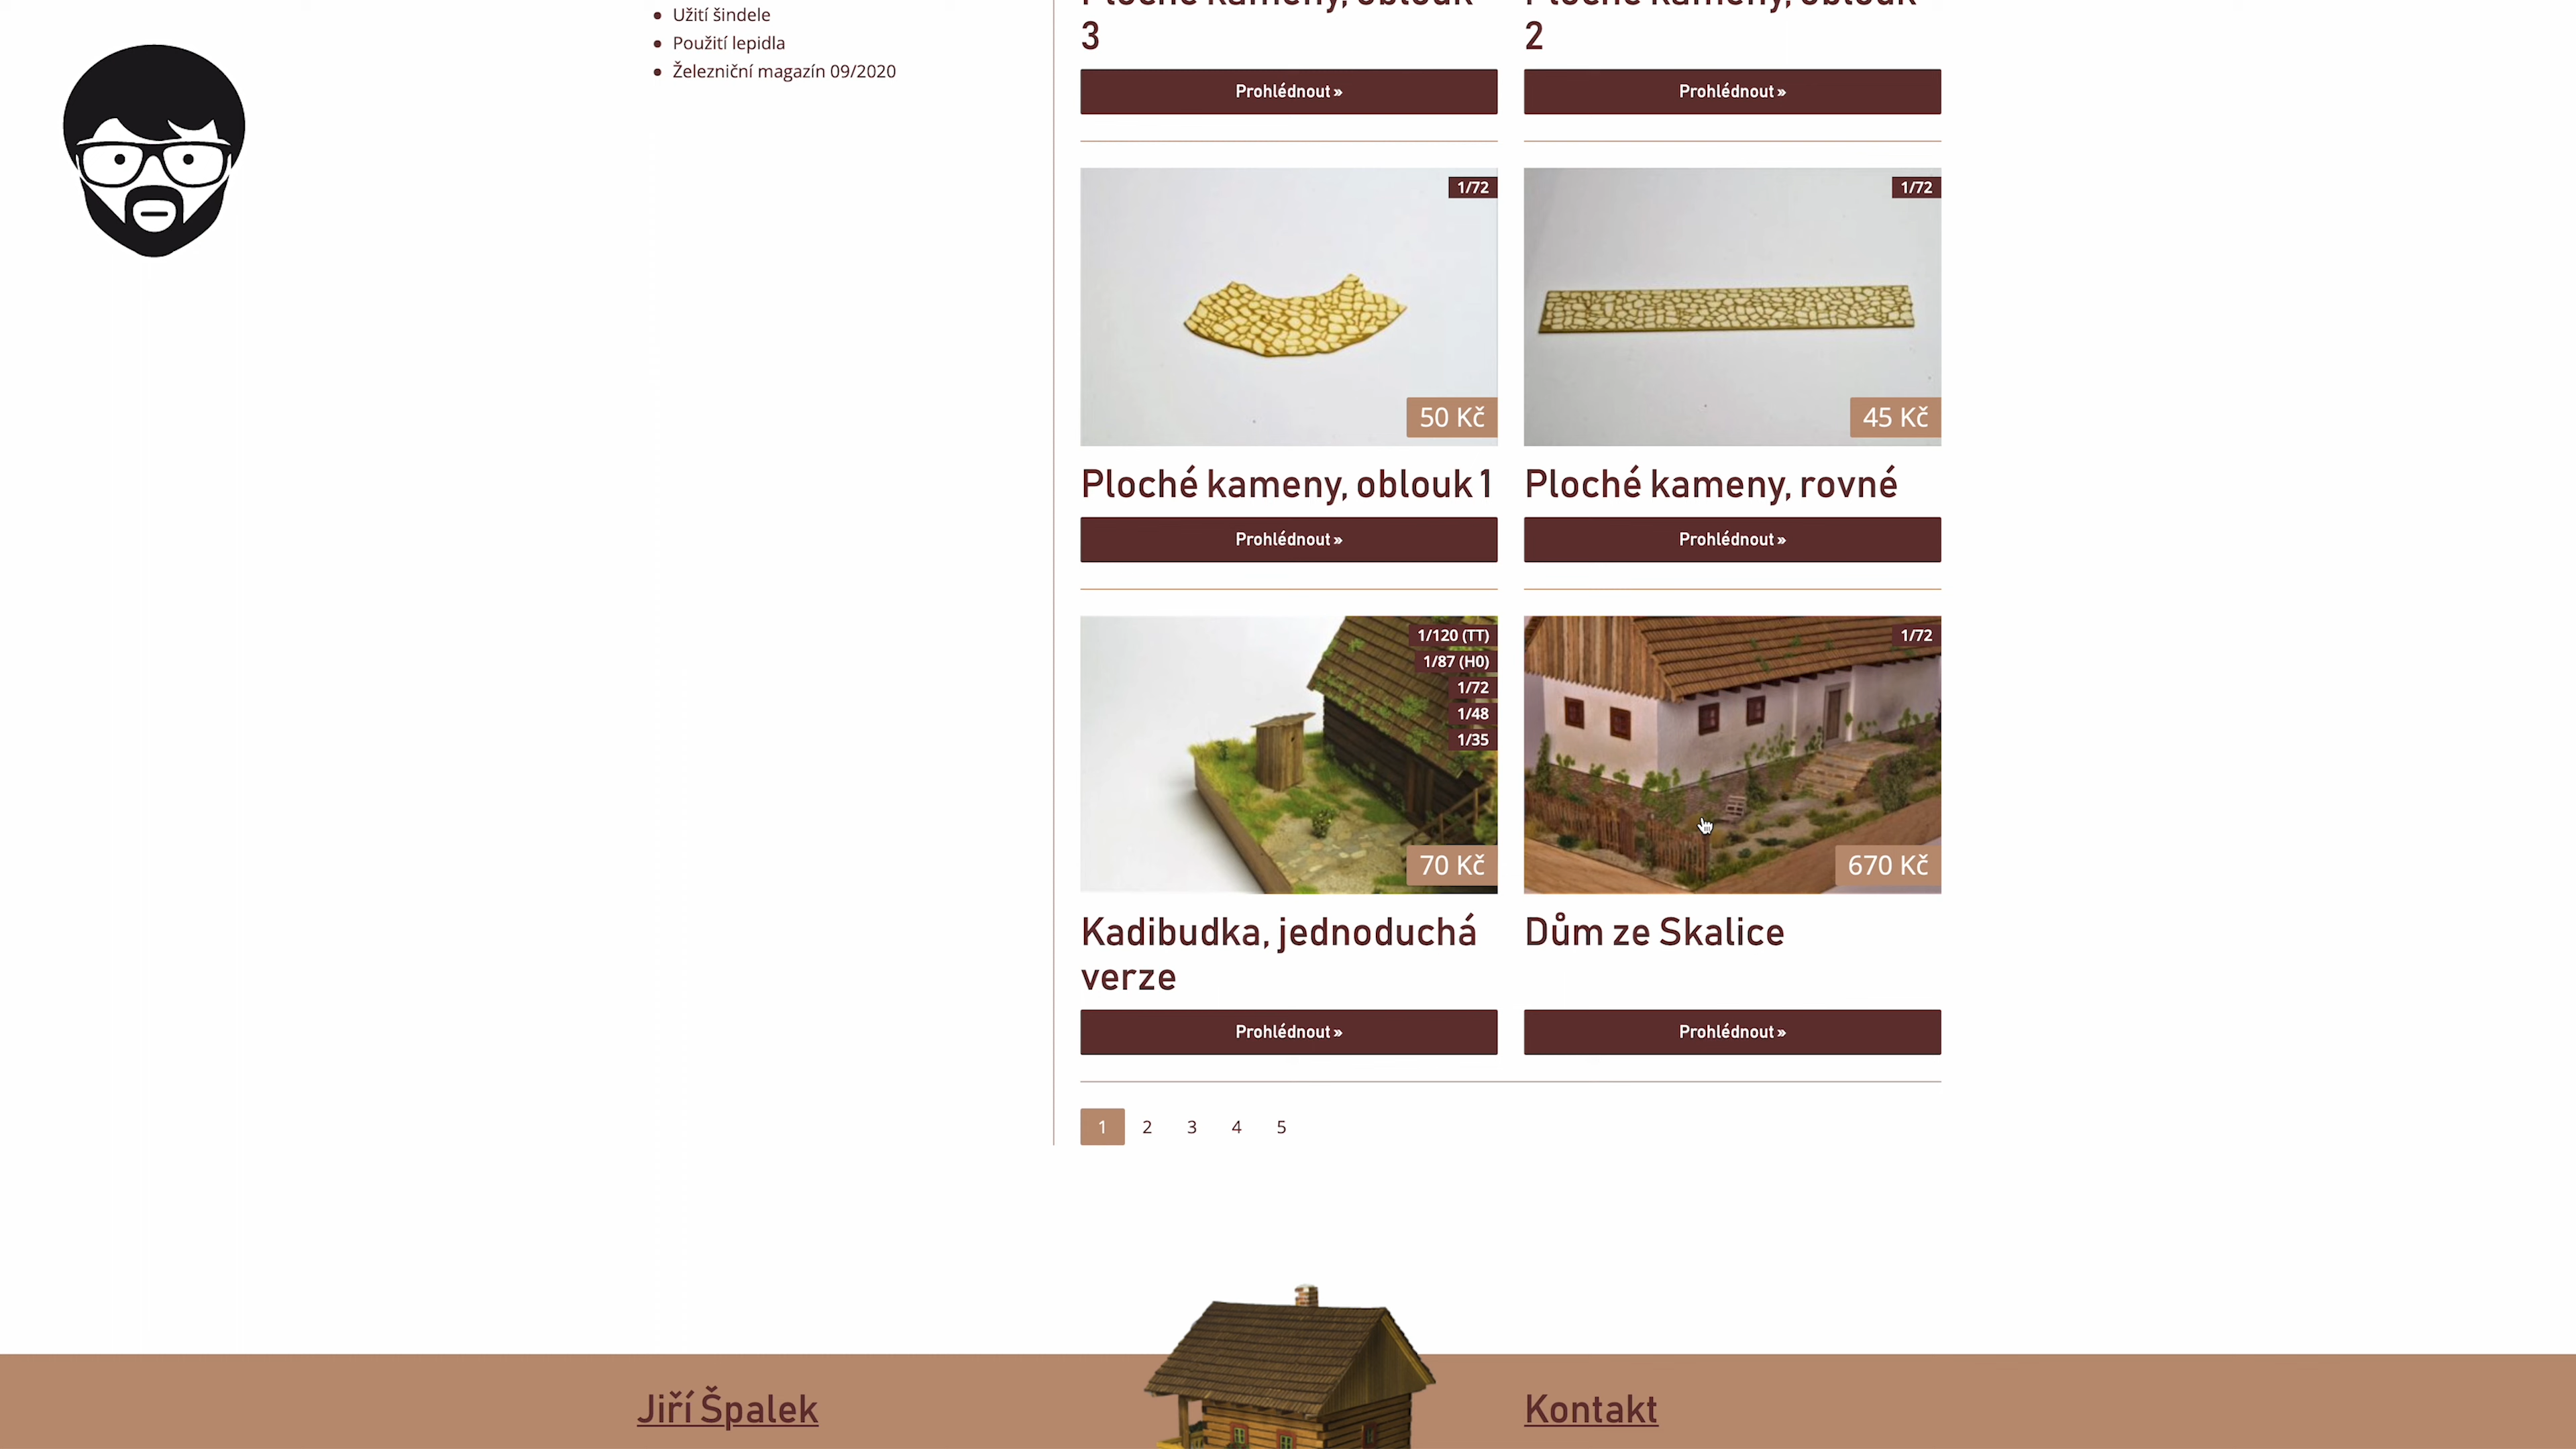 Užití šindele
Použití lepidla
Železniční magazín 09/2020
Ploché kameny, oblouk
3
Prohlédnout »
Ploché kameny, oblouk
2
Prohlédnout »
1/72
50 Kč
Ploché kameny, oblouk 1
Prohlédnout »
1/72
45 Kč
Ploché kameny, rovné
Prohlédnout »
1/120 (TT)
1/87 (H0)
1/72
1/48
1/35
70 Kč
Kadibudka, jednoduchá
verze
Prohlédnout »
1/72
670 Kč
Dům ze Skalice
Prohlédnout »
1 2 3 4 5
Jiří Špalek
Kontakt